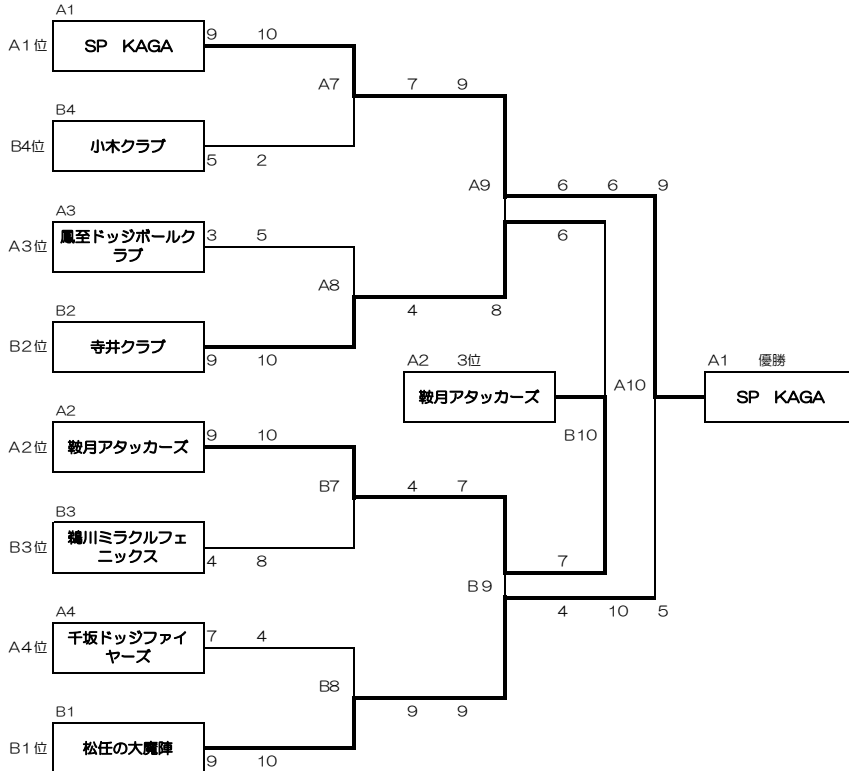 A1
A1位 SP KAGA 9 10
A7 7 9
B4
B4位 小木クラブ 5 2
A9 6 6 9
A3
A3位 鳳至ドッジボールク
ラブ 3 5
6
A8
4 8
B2
B2位 寺井クラブ 9 10
A2 3位
鞍月アタッカーズ
A10
A1 優勝
SP KAGA
B10
A2
A2位 鞍月アタッカーズ 9 10
B7 4 7
B3
B3位 鵜川ミラクルフェ
ニックス 4 8
7
B9
4 10 5
A4
A4位 千坂ドッジファイ
ヤーズ 7 4
B8
9 9
B1
B1位 松任の大魔陣 9 10